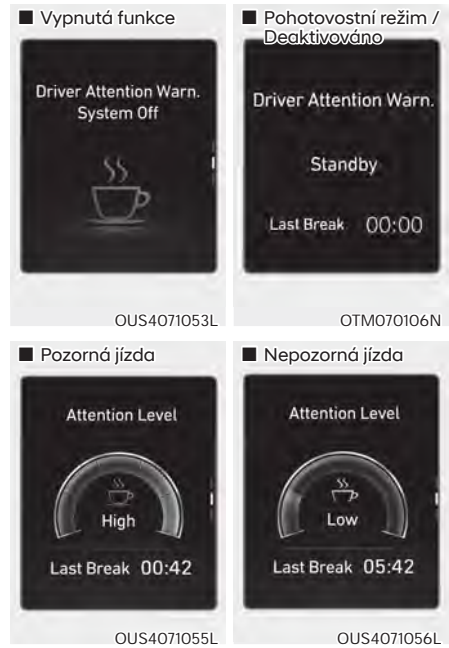 ■ Vypnutá funkce
Driver Attention Warn.
System Off
OUS4071053L
■ Pohotovostní režim /
Deaktivováno
Driver Attention Warn.
Standby
Last Break 00:00
OTM070106N
■ Pozorná jízda
Attention Level
High
Last Break 00:42
OUS4071055L
■ Nepozorná jízda
Attention Level
Low
Last Break 05:42
OUS4071056L